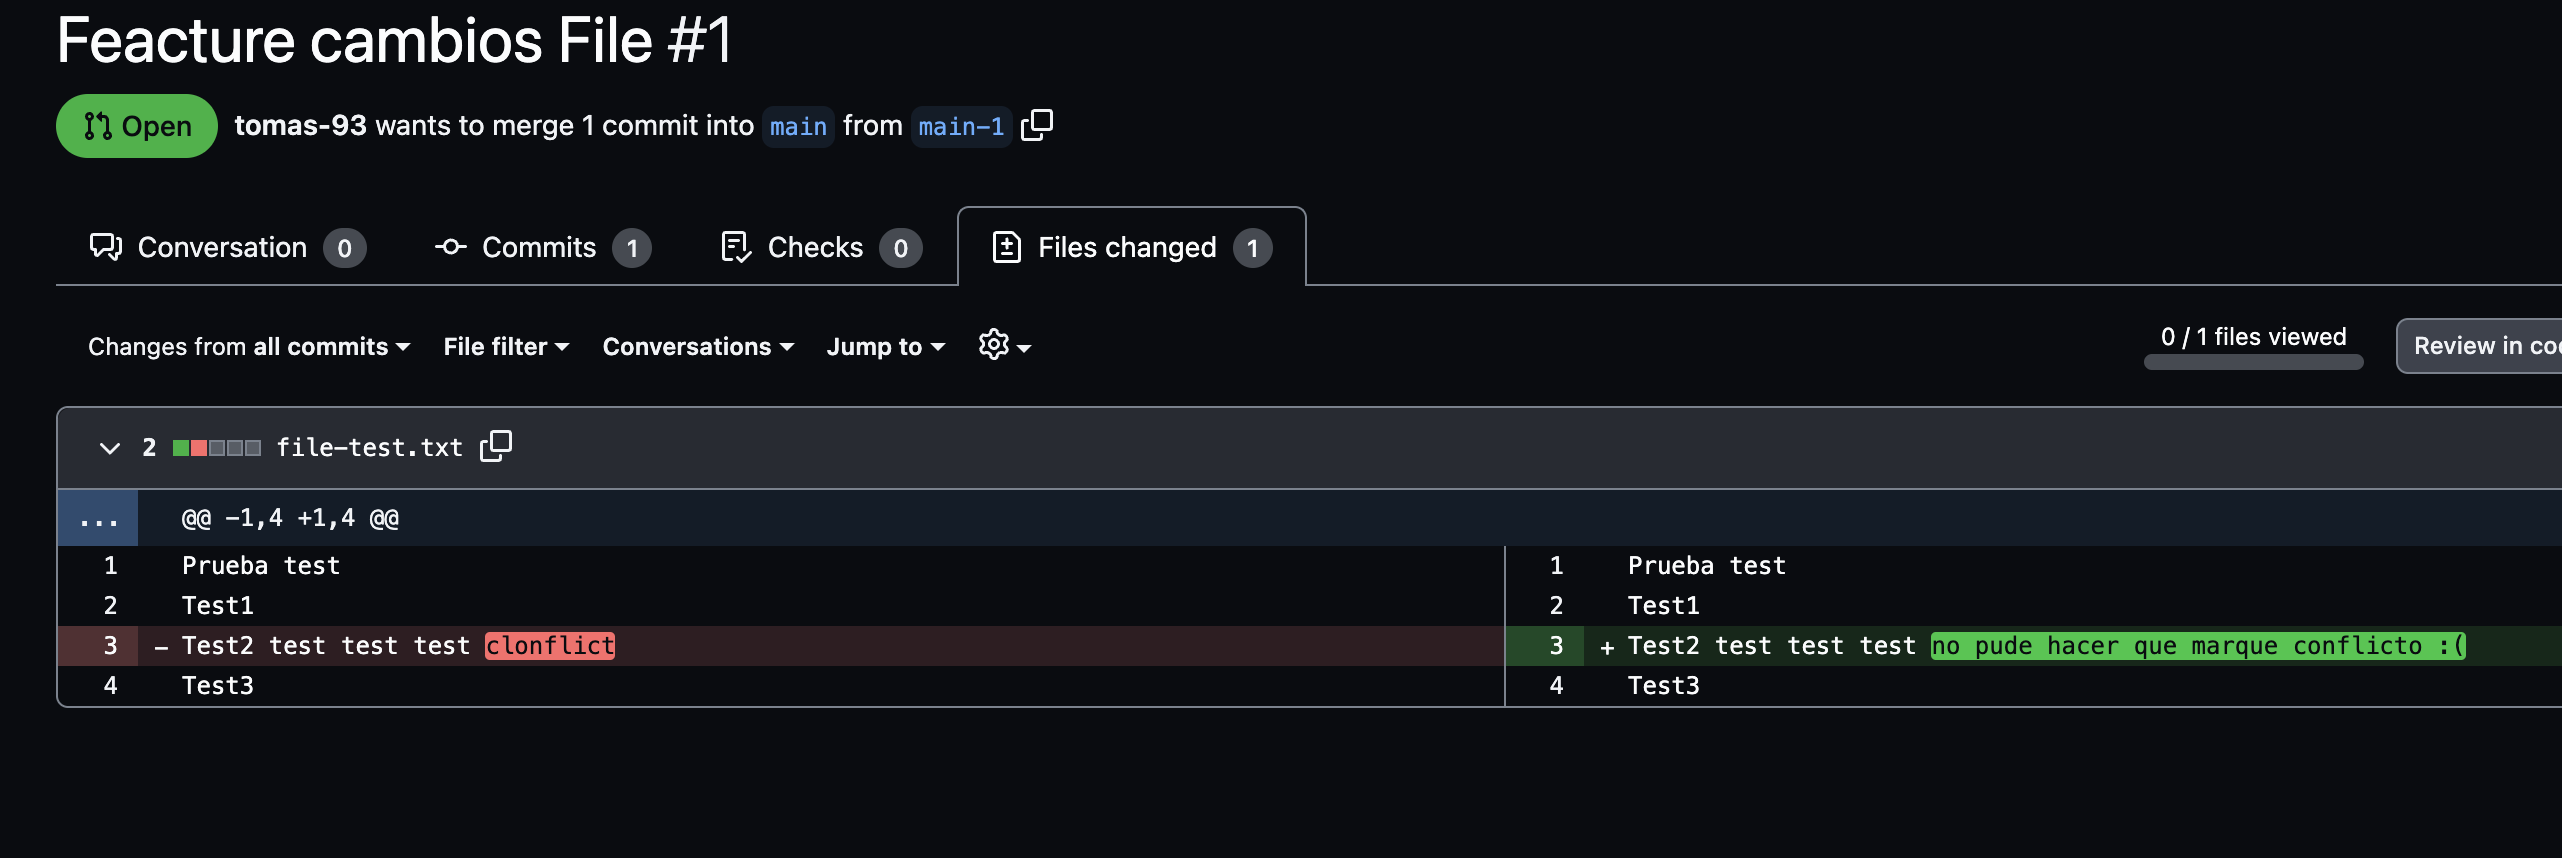 Feacture cambios File #1
Open tomas-93 wants to merge 1 commit into main from main-1
Conversation 0 Commits 1 Checks 0 Files changed 1
Changes from all commits File filter Conversations Jump to 0 / 1 files viewed Review in co
2 file-test.txt
... @@ -1,4 +1,4 @@
1 Prueba test 1 Prueba test
2 Test1 2 Test1
3 - Test2 test test test clonflict 3 + Test2 test test test no pude hacer que marque conflicto :(
4 Test3 4 Test3